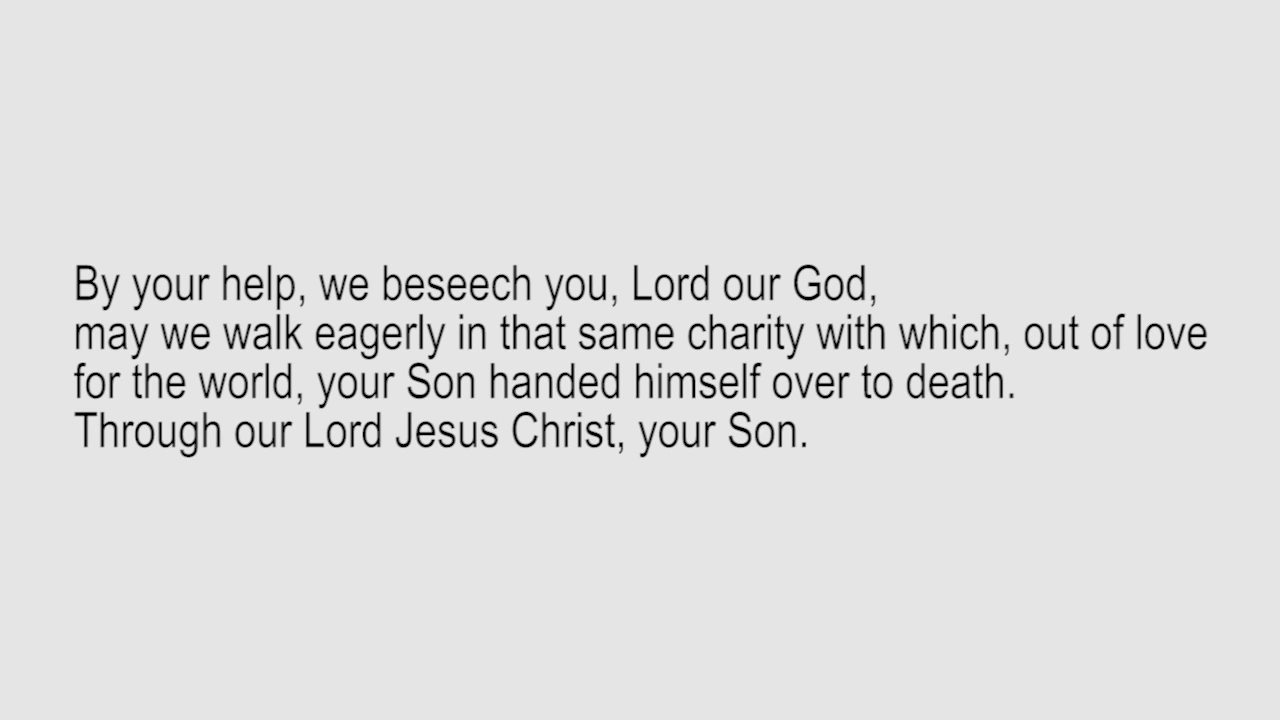 By your help, we beseech you, Lord our God,
may we walk eagerly in that same charity with which, out of love
for the world, your Son handed himself over to death.
Through our Lord Jesus Christ, your Son.